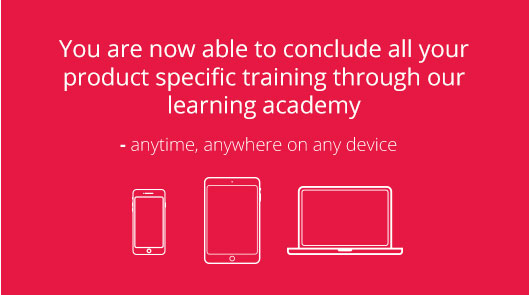 You are now able to conclude all your
product specific training through our
learning academy
- anytime, anywhere on any device